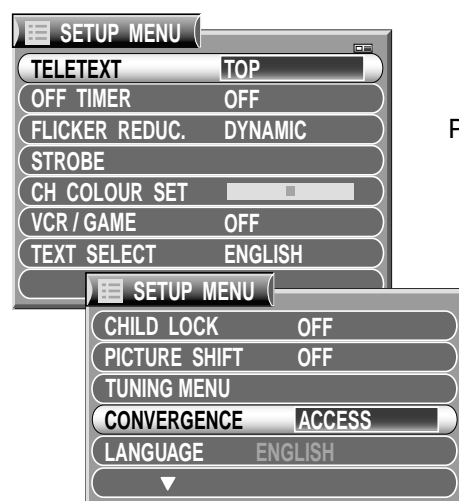 SETUP MENU
TELETEXT TOP
OFF TIMER OFF
F
FLICKER REDUC. DYNAMIC
STROBE
CH COLOUR SET
VCR / GAME OFF
TEXT SELECT ENGLISH
SETUP MENU
CHILD LOCK OFF
PICTURE SHIFT OFF
TUNING MENU
CONVERGENCE ACCESS
LANGUAGE ENGLISH